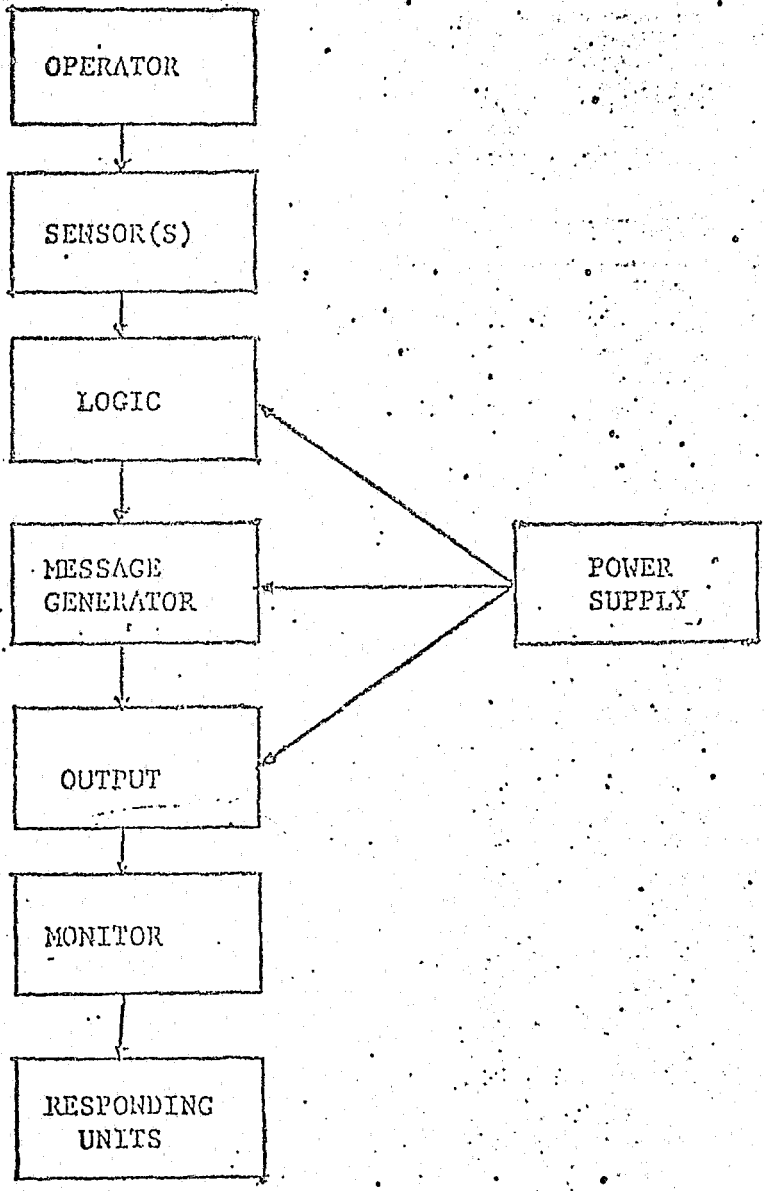 OPERATOR
SENSOR(S)
LOGIC
MESSAGE
GENERATOR
POWER
SUPPLY
OUTPUT
MONITOR
RESPONDING
UNITS